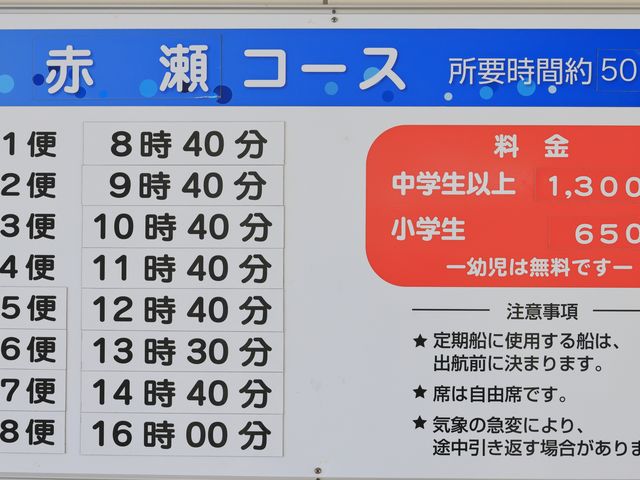 赤瀬コース 所要時間約50
1便 8時40分
2便 9時40分
3便 10時40分
4便 11時40分
5便 12時40分
6便 13時30分
7便 14時40分
8便 16時00分
料金
中学生以上 1,300
小学生 650
ー幼児は無料ですー
注意事項
★定期船に使用する船は、
出航前に決まります。
★席は自由席です。
★気象の急変により、
途中引き返す場合がありま